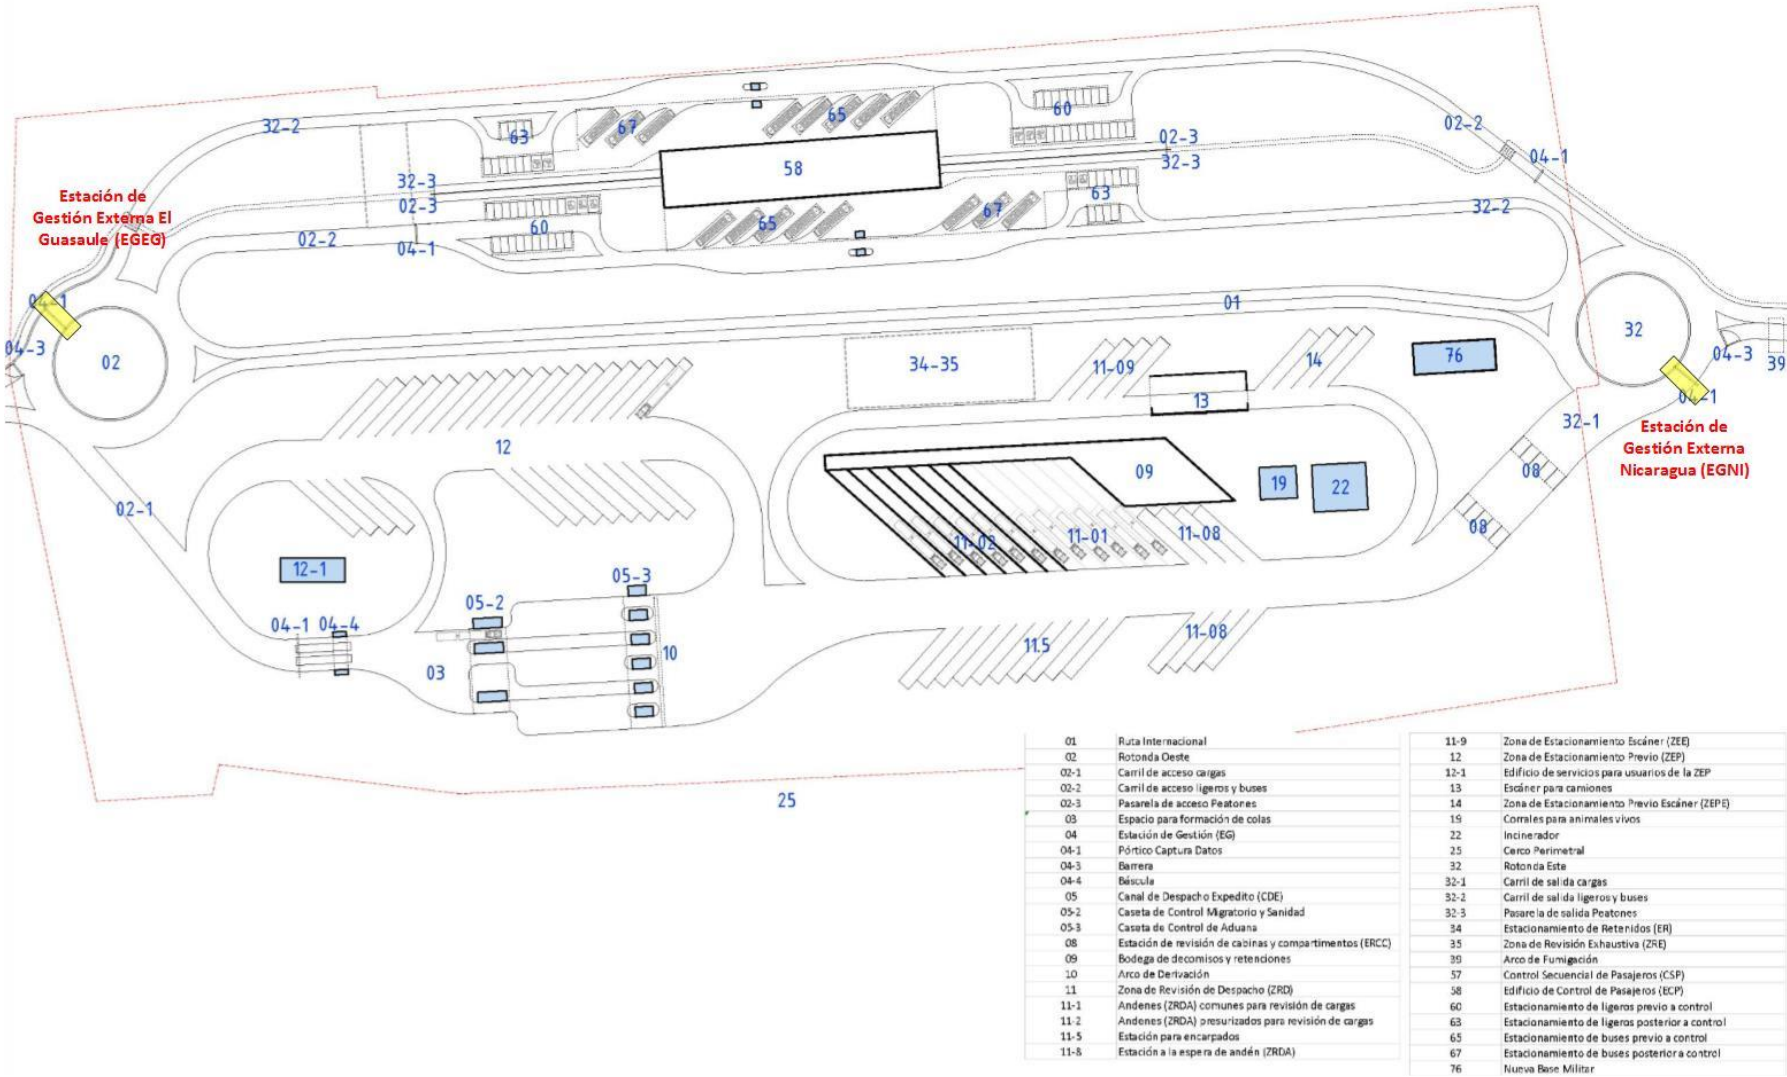 32-2
67
65
60
63
02-2
02-3
32-3
04-1
58
32-3
02-3
Estación de
Gestión Externa El
Guasaule (EGEG)
60
65
67
63
32-2
02-2
04-1
04-1
04-3
02
01
32
04-3
39
34-35
11-09
14
76
13
04-1
32-1
Estación de
Gestión Externa
Nicaragua (EGNI)
12
09
19
22
08
08
02-1
11-02
11-01
11-08
12-1
05-3
05-2
04-1
04-4
03
10
11.5
11-08
25
01 Ruta Internacional
02 Rotonda Oeste
02-1 Carril de acceso cargas
02-2 Carril de acceso ligeros y buses
02-3 Pasarela de acceso Peatones
03 Espacio para formación de colas
04 Estación de Gestión (EG)
04-1 Pórtico Captura Datos
04-3 Barrera
04-4 Báscula
05 Canal de Despacho Expedito (CDE)
05-2 Caseta de Control Migratorio y Sanidad
05-3 Caseta de Control de Aduana
08 Estación de revisión de cabinas y compartimentos (ERCC)
09 Bodega de decomisos y retenciones
10 Arco de Derivación
11 Zona de Revisión de Despacho (ZRD)
11-1 Andenes (ZRDA) comunes para revisión de cargas
11-2 Andenes (ZRDA) presurizados para revisión de cargas
11-5 Estación para encarpados
11-8 Estación a la espera de andén (ZRDA)
11-9 Zona de Estacionamiento Escáner (ZEE)
12 Zona de Estacionamiento Previo (ZEP)
12-1 Edificio de servicios para usuarios de la ZEP
13 Escáner para camiones
14 Zona de Estacionamiento Previo Escáner (ZEPE)
19 Corrales para animales vivos
22 Incinerador
25 Cerco Perimetral
32 Rotonda Este
32-1 Carril de salida cargas
32-2 Carril de salida ligeros y buses
32-3 Pasarela de salida Peatones
34 Estacionamiento de Retenidos (ER)
35 Zona de Revisión Exhaustiva (ZRE)
39 Arco de Fumigación
57 Control Secuencial de Pasajeros (CSP)
58 Edificio de Control de Pasajeros (ECP)
60 Estacionamiento de ligeros previo a control
63 Estacionamiento de ligeros posterior a control
65 Estacionamiento de buses previo a control
67 Estacionamiento de buses posterior a control
76 Nueva Base Militar